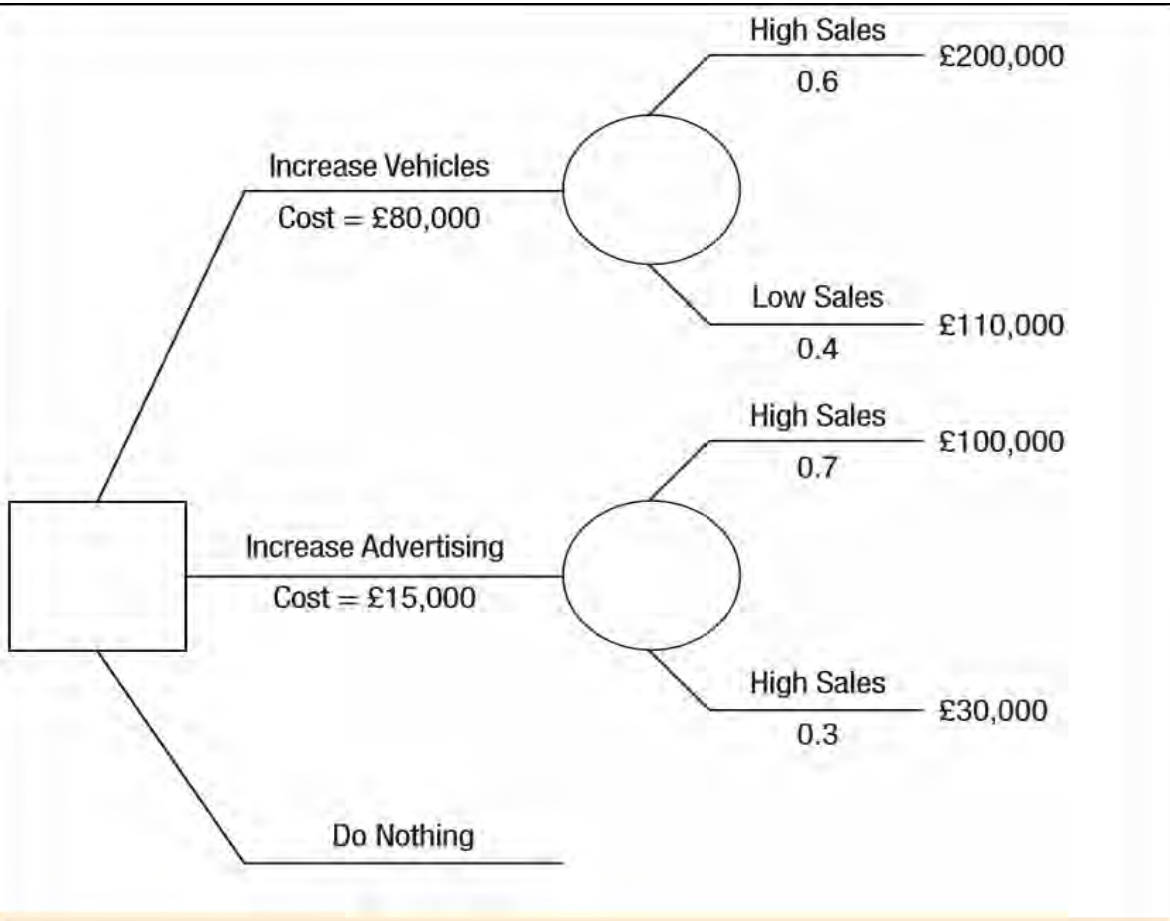 High Sales
£200,000
0.6
Increase Vehicles
Cost = £80,000
Low Sales
£110,000
0.4
High Sales
£100,000
0.7
Increase Advertising
Cost = £15,000
High Sales
£30,000
0.3
Do Nothing